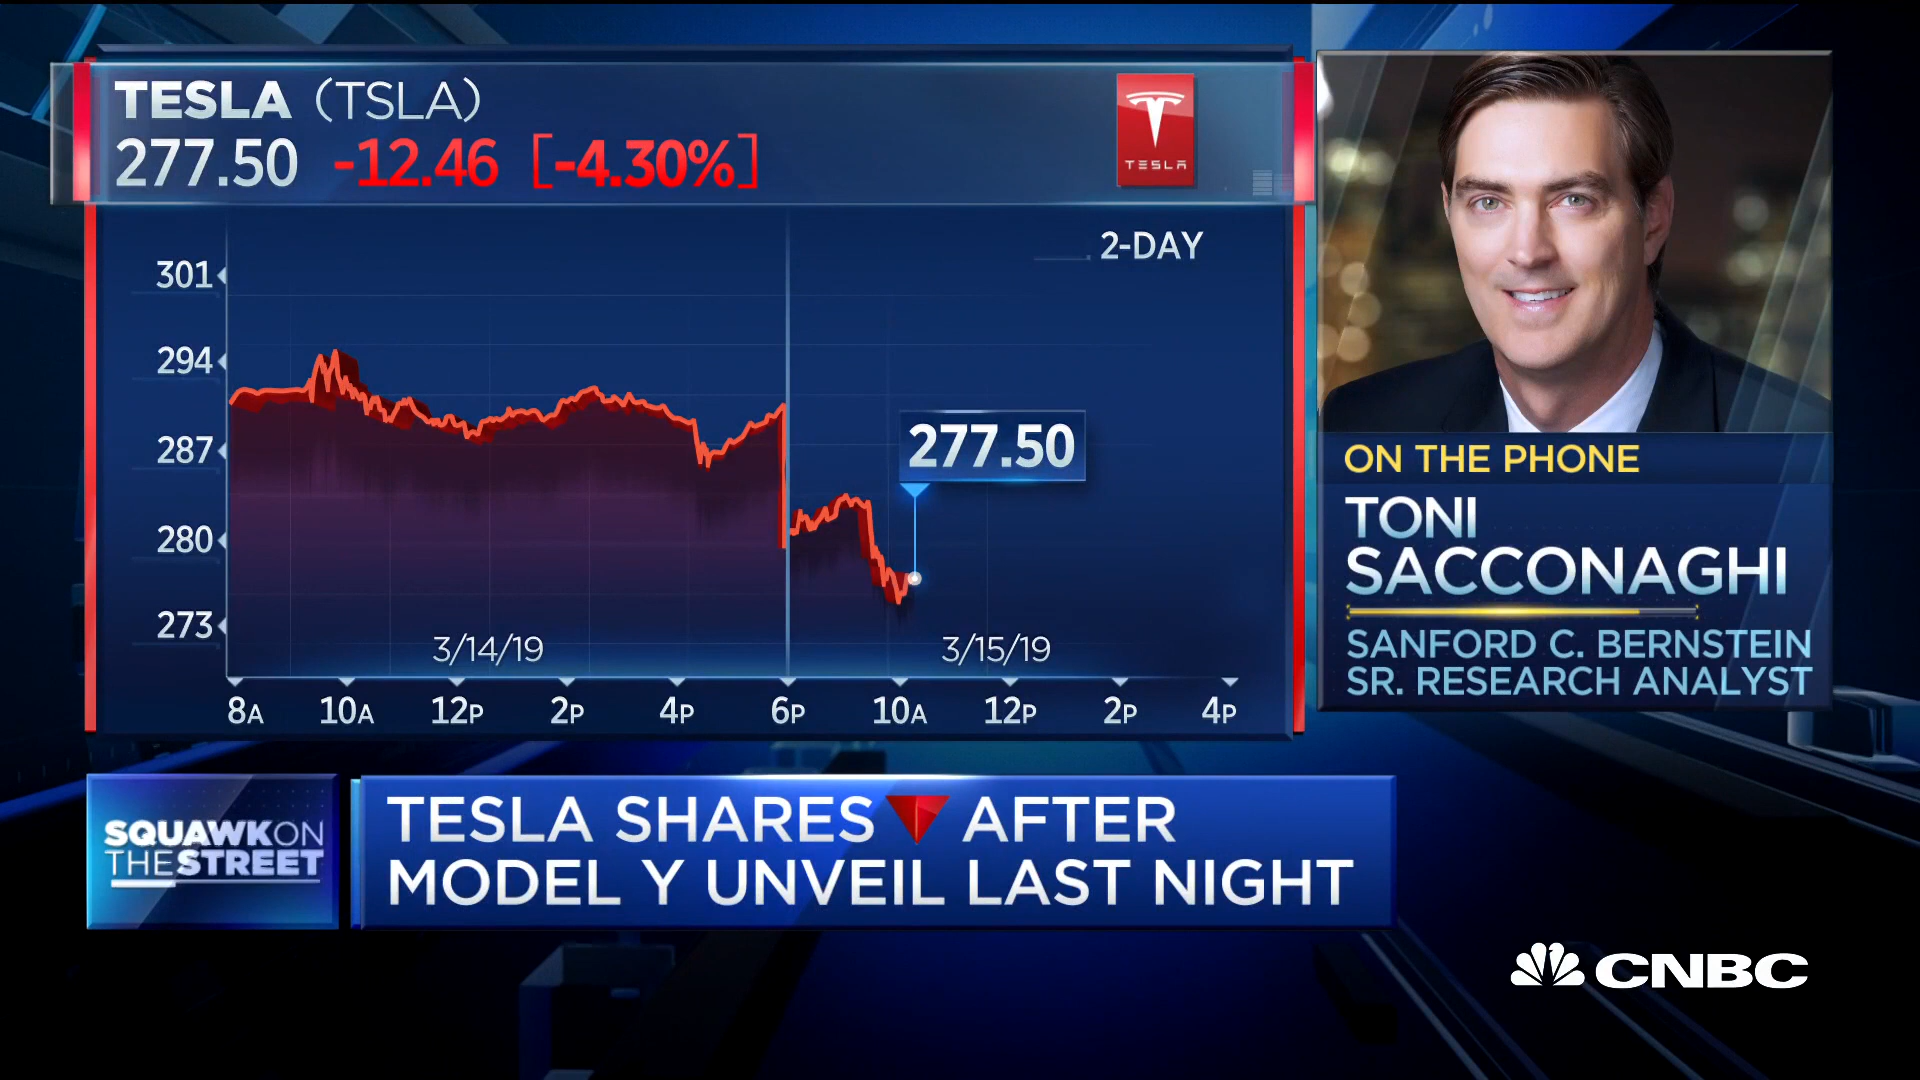 TESLA (TSLA)
277.50 -12.46 [-4.30%]
TESLA
2-DAY
301
294
287
280
273
277.50
3/14/19 3/15/19
8A 10A 12P 2P 4P 6P 10A 12P 2P 4P
ON THE PHONE
TONI
SACCONAGHI
SANFORD C. BERNSTEIN
SR. RESEARCH ANALYST
SQUAWK ON
THE STREET
TESLA SHARES ▼ AFTER
MODEL Y UNVEIL LAST NIGHT
CNBC